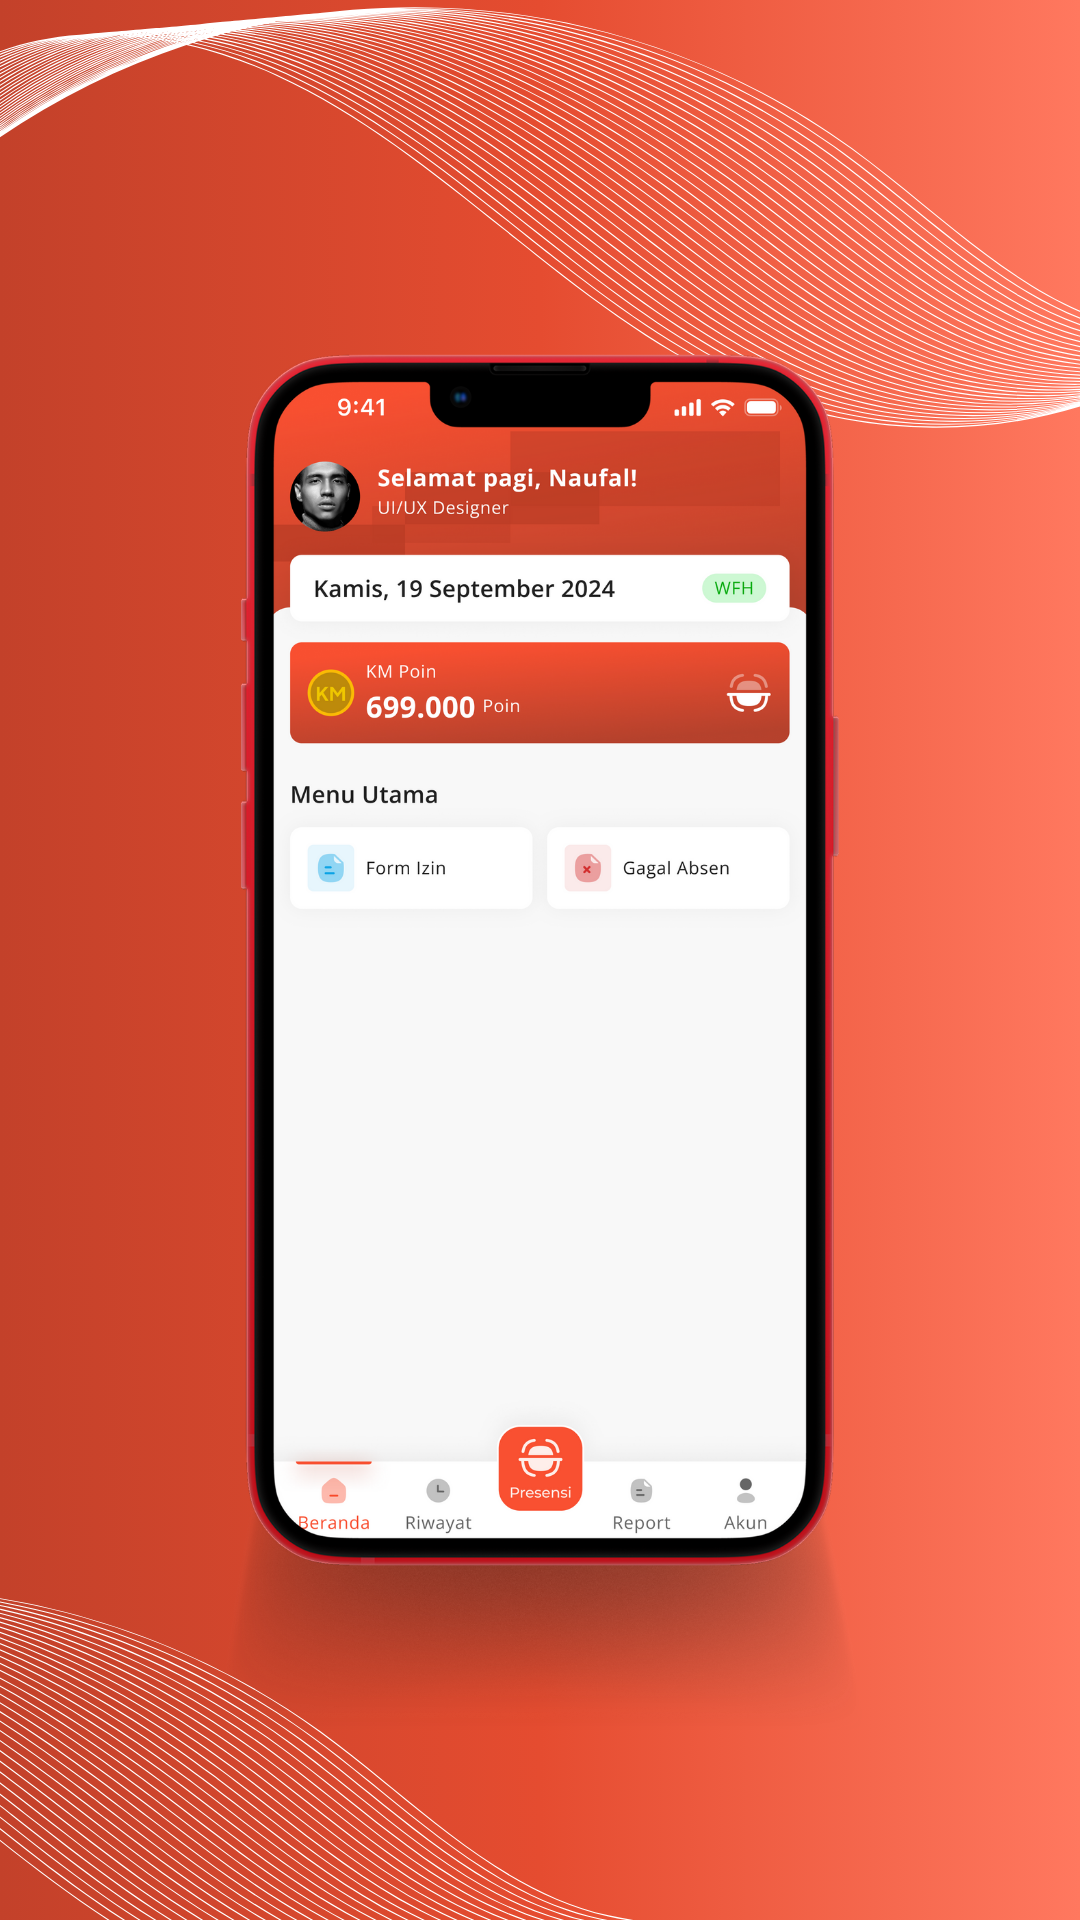 9:41
Selamat pagi, Naufal!
UI/UX Designer
Kamis, 19 September 2024
WFH
KM Poin
KM
699.000 Poin
Menu Utama
Form Izin
Gagal Absen
Presensi
Beranda
Riwayat
Report
Akun